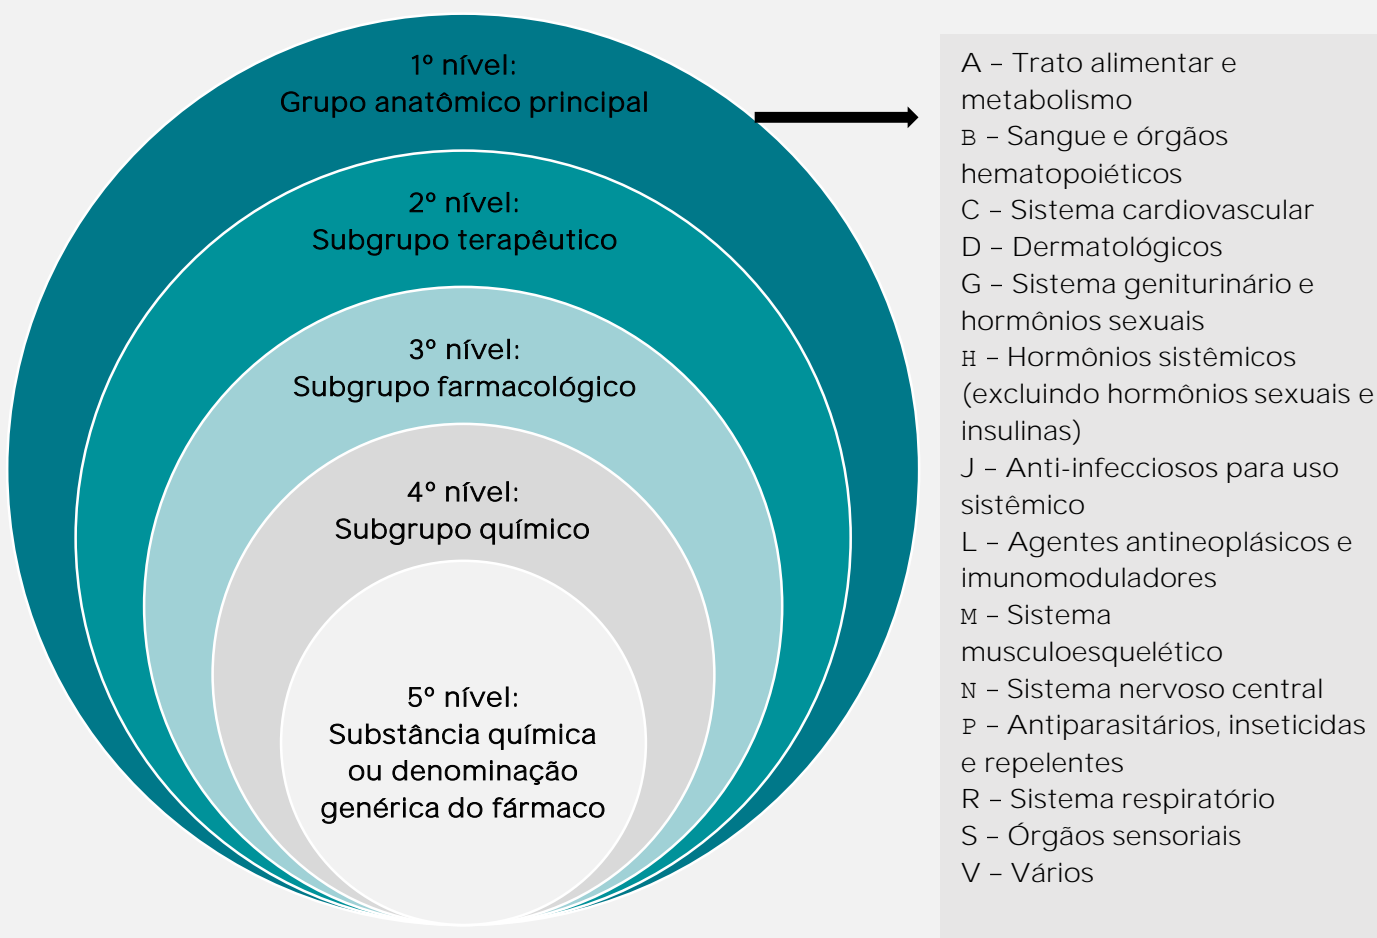 1º nível:
Grupo anatômico principal
2º nível:
Subgrupo terapêutico
3º nível:
Subgrupo farmacológico
4º nível:
Subgrupo químico
5º nível:
Substância química
ou denominação
genérica do fármaco
A – Trato alimentar e
metabolismo
B – Sangue e órgãos
hematopoiéticos
C – Sistema cardiovascular
D – Dermatológicos
G – Sistema geniturinário e
hormônios sexuais
H – Hormônios sistêmicos
(excluindo hormônios sexuais e
insulinas)
J – Anti-infecciosos para uso
sistêmico
L – Agentes antineoplásicos e
imunomoduladores
M – Sistema
musculoesquelético
N – Sistema nervoso central
P – Antiparasitários, inseticidas
e repelentes
R – Sistema respiratório
S – Órgãos sensoriais
V – Vários